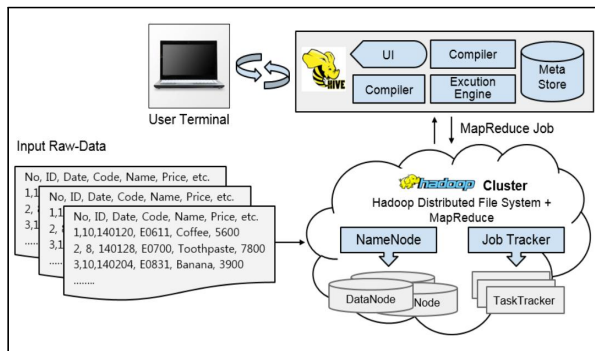 User Terminal
HIVE
UI
Compiler
Compiler
Excution
Engine
Meta
Store
MapReduce Job
Input Raw-Data
No, ID, Date, Code, Name, Price, etc.
1,1
2, 8
3,1
.....
No, ID, Date, Code, Name, Price, etc.
1,1
2, 8
3,1
.....
No, ID, Date, Code, Name, Price, etc.
1,10,140120, E0611, Coffee, 5600
2, 8, 140128, E0700, Toothpaste, 7800
3,10,140204, E0831, Banana, 3900
........
hadoop Cluster
Hadoop Distributed File System +
MapReduce
NameNode
Job Tracker
DataNode
Node
TaskTracker